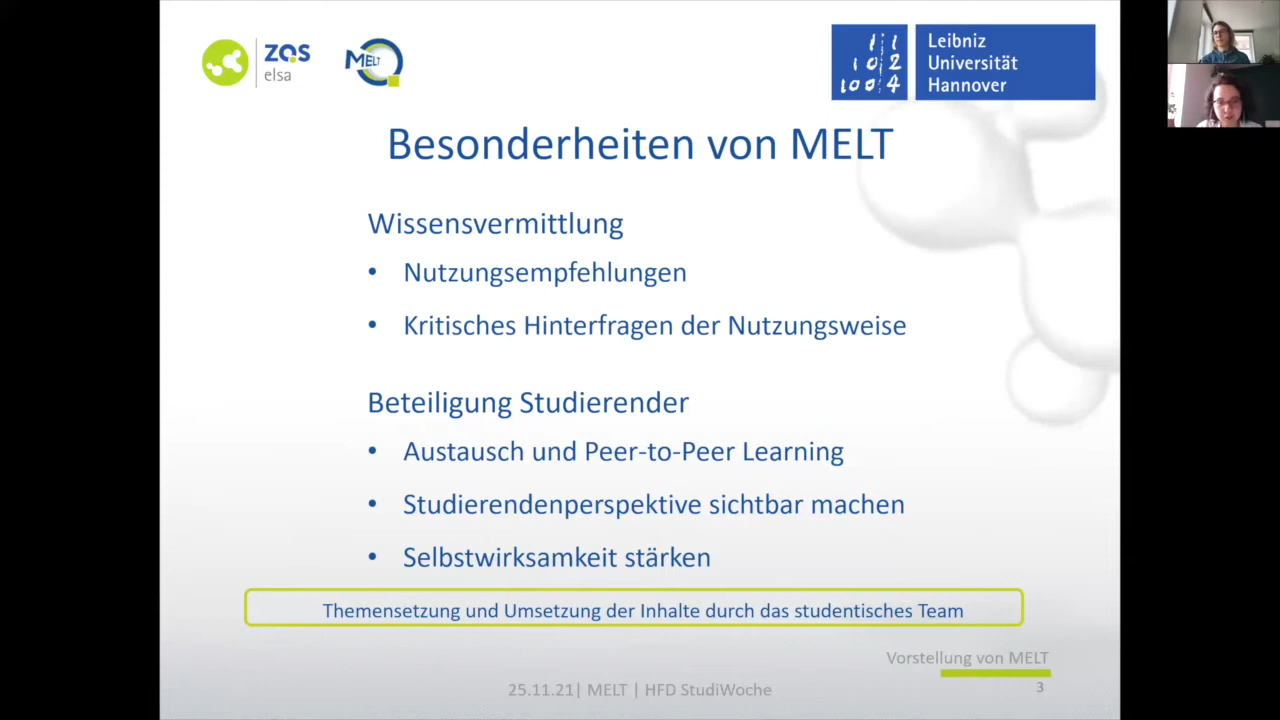 ZQS
elsa
MELT
Leibniz
Universität
Hannover
Besonderheiten von MELT
Wissensvermittlung
• Nutzungsempfehlungen
• Kritisches Hinterfragen der Nutzungsweise
Beteiligung Studierender
• Austausch und Peer-to-Peer Learning
• Studierendenperspektive sichtbar machen
• Selbstwirksamkeit stärken
Themensetzung und Umsetzung der Inhalte durch das studentisches Team
Vorstellung von MELT
25.11.21| MELT | HFD StudiWoche
3